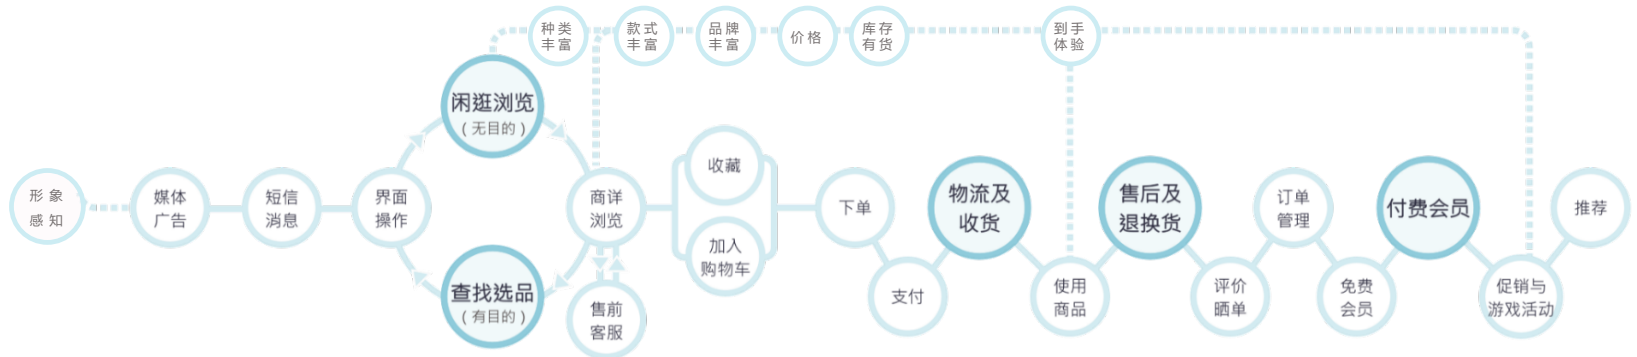 种类
丰富
款式
丰富
品牌
丰富
价格
库存
有货
到手
体验
闲逛浏览
(无目的)
形象
感知
媒体
广告
短信
消息
界面
操作
查找选品
(有目的)
商详
浏览
售前
客服
收藏
加入
购物车
下单
支付
物流及
收货
使用
商品
售后及
退换货
评价
晒单
订单
管理
免费
会员
付费会员
促销与
游戏活动
推荐